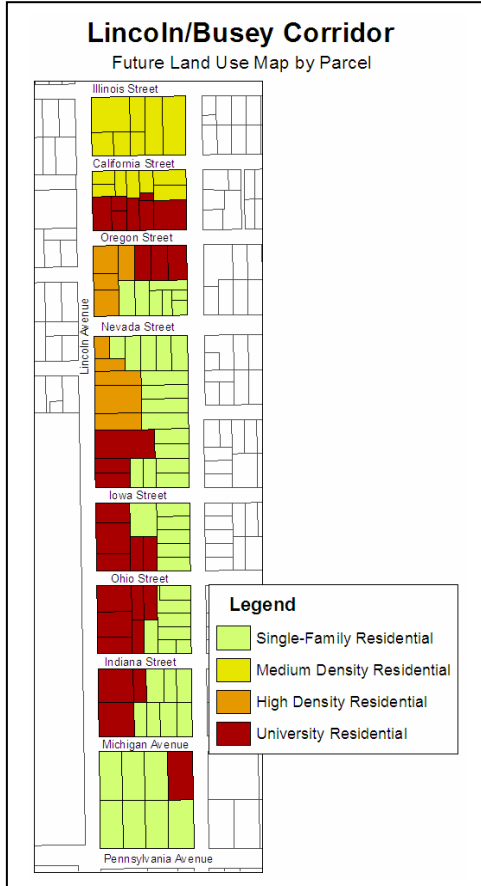 Lincoln/Busey Corridor
Future Land Use Map by Parcel
Illinois Street
California Street
Oregon Street
Lincoln Avenue
Nevada Street
Iowa Street
Ohio Street
Legend
Single-Family Residential
Medium Density Residential
High Density Residential
University Residential
Indiana Street
Michigan Avenue
Pennsylvania Avenue